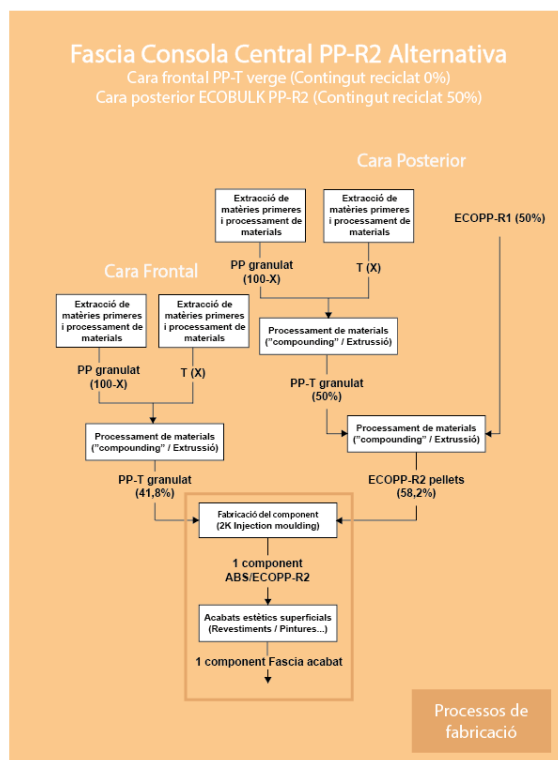 Fascia Consola Central PP-R2 Alternativa
Cara frontal PP-T verge (Contingut reciclat 0%)
Cara posterior ECOBULK PP-R2 (Contingut reciclat 50%)
Cara Posterior
Extracció de
matèries primeres
i processament de
materials
Extracció de
matèries primeres
i processament de
materials
ECOPP-R1 (50%)
PP granulat
(100-X)
T (X)
Cara Frontal
Extracció de
matèries primeres
i processament de
materials
Extracció de
matèries primeres
i processament de
materials
Processament de materials
("compounding" / Extrussió)
PP granulat
(100-X)
T (X)
PP-T granulat
(50%)
Processament de materials
("compounding" / Extrussió)
Processament de materials
("compounding" / Extrussió)
PP-T granulat
(41,8%)
ECOPP-R2 pellets
(58,2%)
Fabricació del component
(2K Injection moulding)
1 component
ABS/ECOPP-R2
Acabats estètics superficials
(Revestiments / Pintures...)
1 component Fascia acabat
Processos de
fabricació